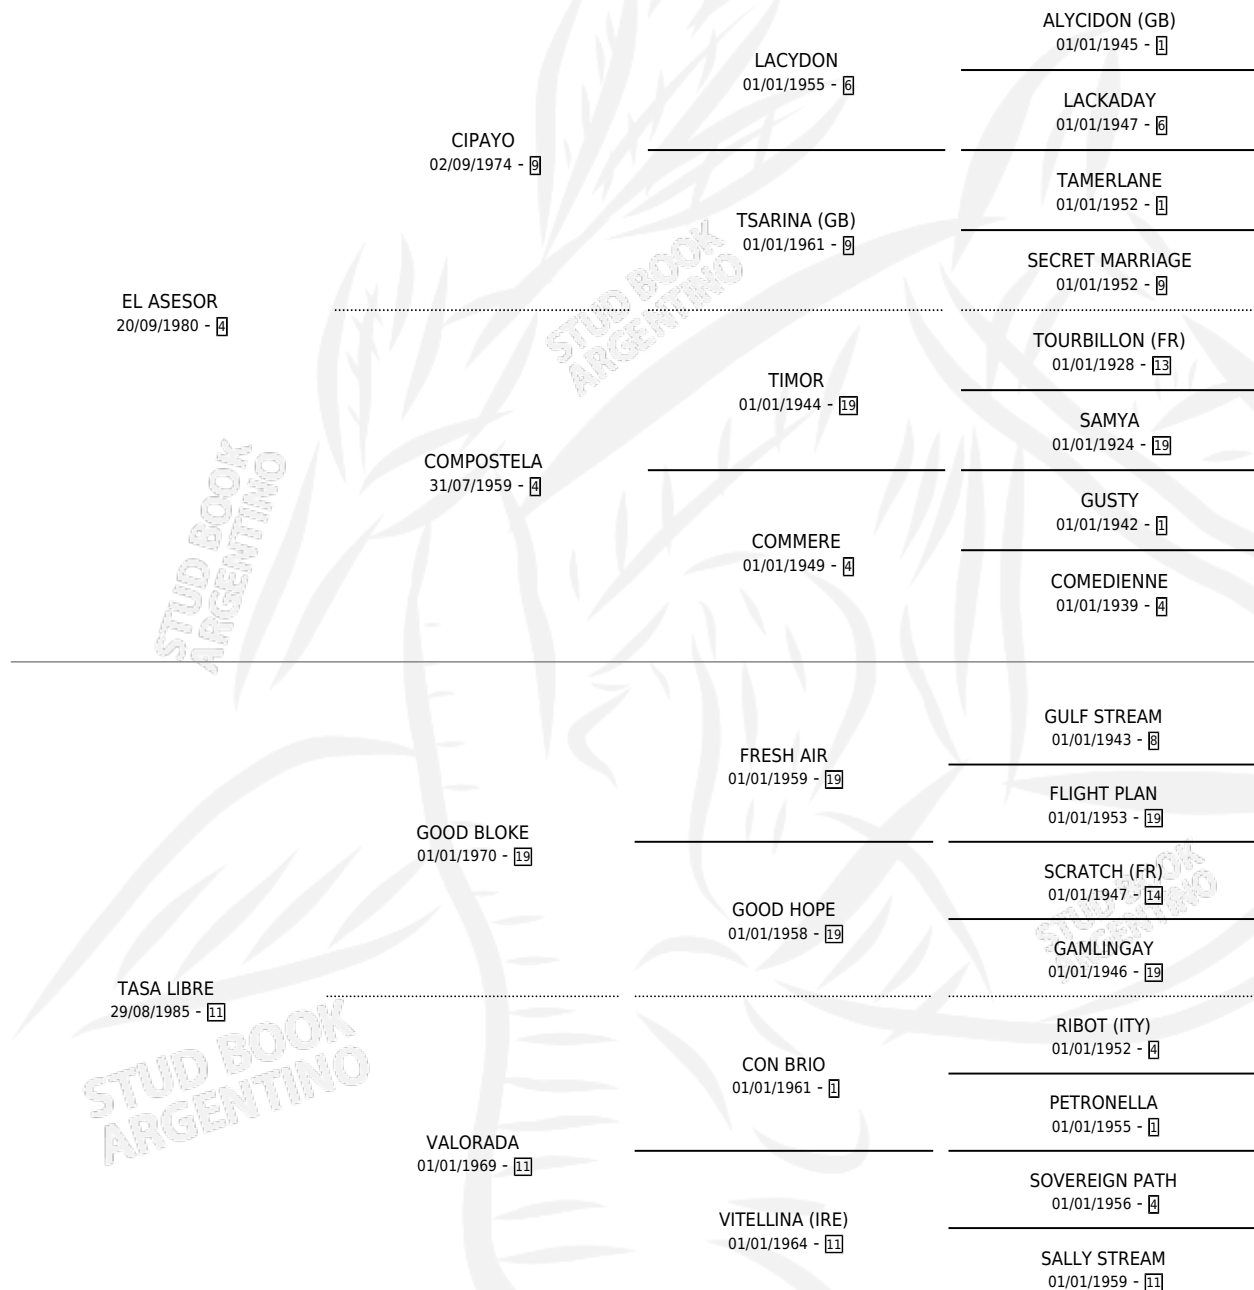 ALYCIDON (GB)
01/01/1945 - 1
LACYDON
01/01/1955 - 6
LACKADAY
01/01/1947 - 6
CIPAYO
02/09/1974 - 9
TAMERLANE
01/01/1952 - 1
TSARINA (GB)
01/01/1961 - 9
SECRET MARRIAGE
01/01/1952 - 9
EL ASESOR
20/09/1980 - 4
STUD BOOK
ARGENTINO
TOURBILLON (FR)
01/01/1928 - 13
TIMOR
01/01/1944 - 19
SAMYA
01/01/1924 - 19
COMPOSTELA
31/07/1959 - 4
GUSTY
01/01/1942 - 1
COMMERE
01/01/1949 - 4
COMEDIENNE
01/01/1939 - 4
STUD BOOK
ARGENTINO
GULF STREAM
01/01/1943 - 8
FRESH AIR
01/01/1959 - 19
FLIGHT PLAN
01/01/1953 - 19
GOOD BLOKE
01/01/1970 - 19
SCRATCH (FR)
01/01/1947 - 14
GOOD HOPE
01/01/1958 - 19
STUD BOOK
ARGENTINO
GAMLINGAY
01/01/1946 - 19
TASA LIBRE
29/08/1985 - 11
RIBOT (ITY)
01/01/1952 - 4
CON BRIO
01/01/1961 - 1
STUD BOOK
ARGENTINO
PETRONELLA
01/01/1955 - 1
VALORADA
01/01/1969 - 11
SOVEREIGN PATH
01/01/1956 - 4
VITELLINA (IRE)
01/01/1964 - 11
SALLY STREAM
01/01/1959 - 11